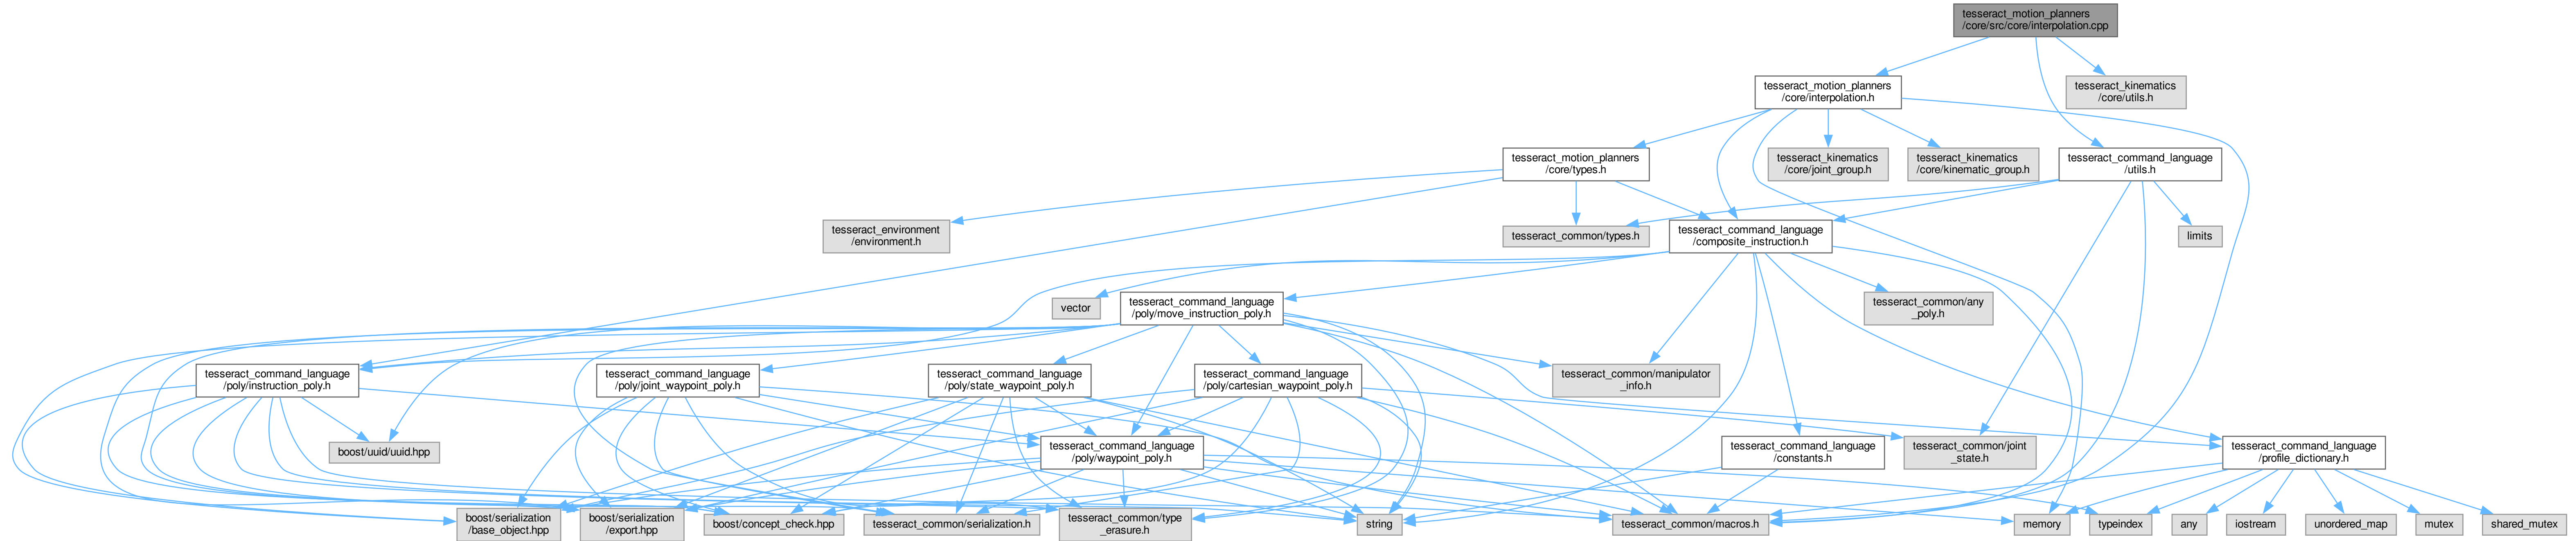 tesseract_motion_planners
/core/src/core/interpolation.cpp
tesseract_motion_planners
/core/interpolation.h
tesseract_kinematics
/core/utils.h
tesseract_motion_planners
/core/types.h
tesseract_kinematics
/core/joint_group.h
tesseract_kinematics
/core/kinematic_group.h
tesseract_command_language
/utils.h
tesseract_environment
/environment.h
tesseract_common/types.h
tesseract_command_language
/composite_instruction.h
limits
vector
tesseract_command_language
/poly/move_instruction_poly.h
tesseract_common/any
_poly.h
tesseract_command_language
/poly/instruction_poly.h
tesseract_command_language
/poly/joint_waypoint_poly.h
tesseract_command_language
/poly/state_waypoint_poly.h
tesseract_command_language
/poly/cartesian_waypoint_poly.h
tesseract_common/manipulator
_info.h
boost/uuid/uuid.hpp
tesseract_command_language
/poly/waypoint_poly.h
tesseract_command_language
/constants.h
tesseract_common/joint
_state.h
tesseract_command_language
/profile_dictionary.h
boost/serialization
/base_object.hpp
boost/serialization
/export.hpp
boost/concept_check.hpp
tesseract_common/serialization.h
tesseract_common/type
_erasure.h
string
tesseract_common/macros.h
memory
typeindex
any
iostream
unordered_map
mutex
shared_mutex